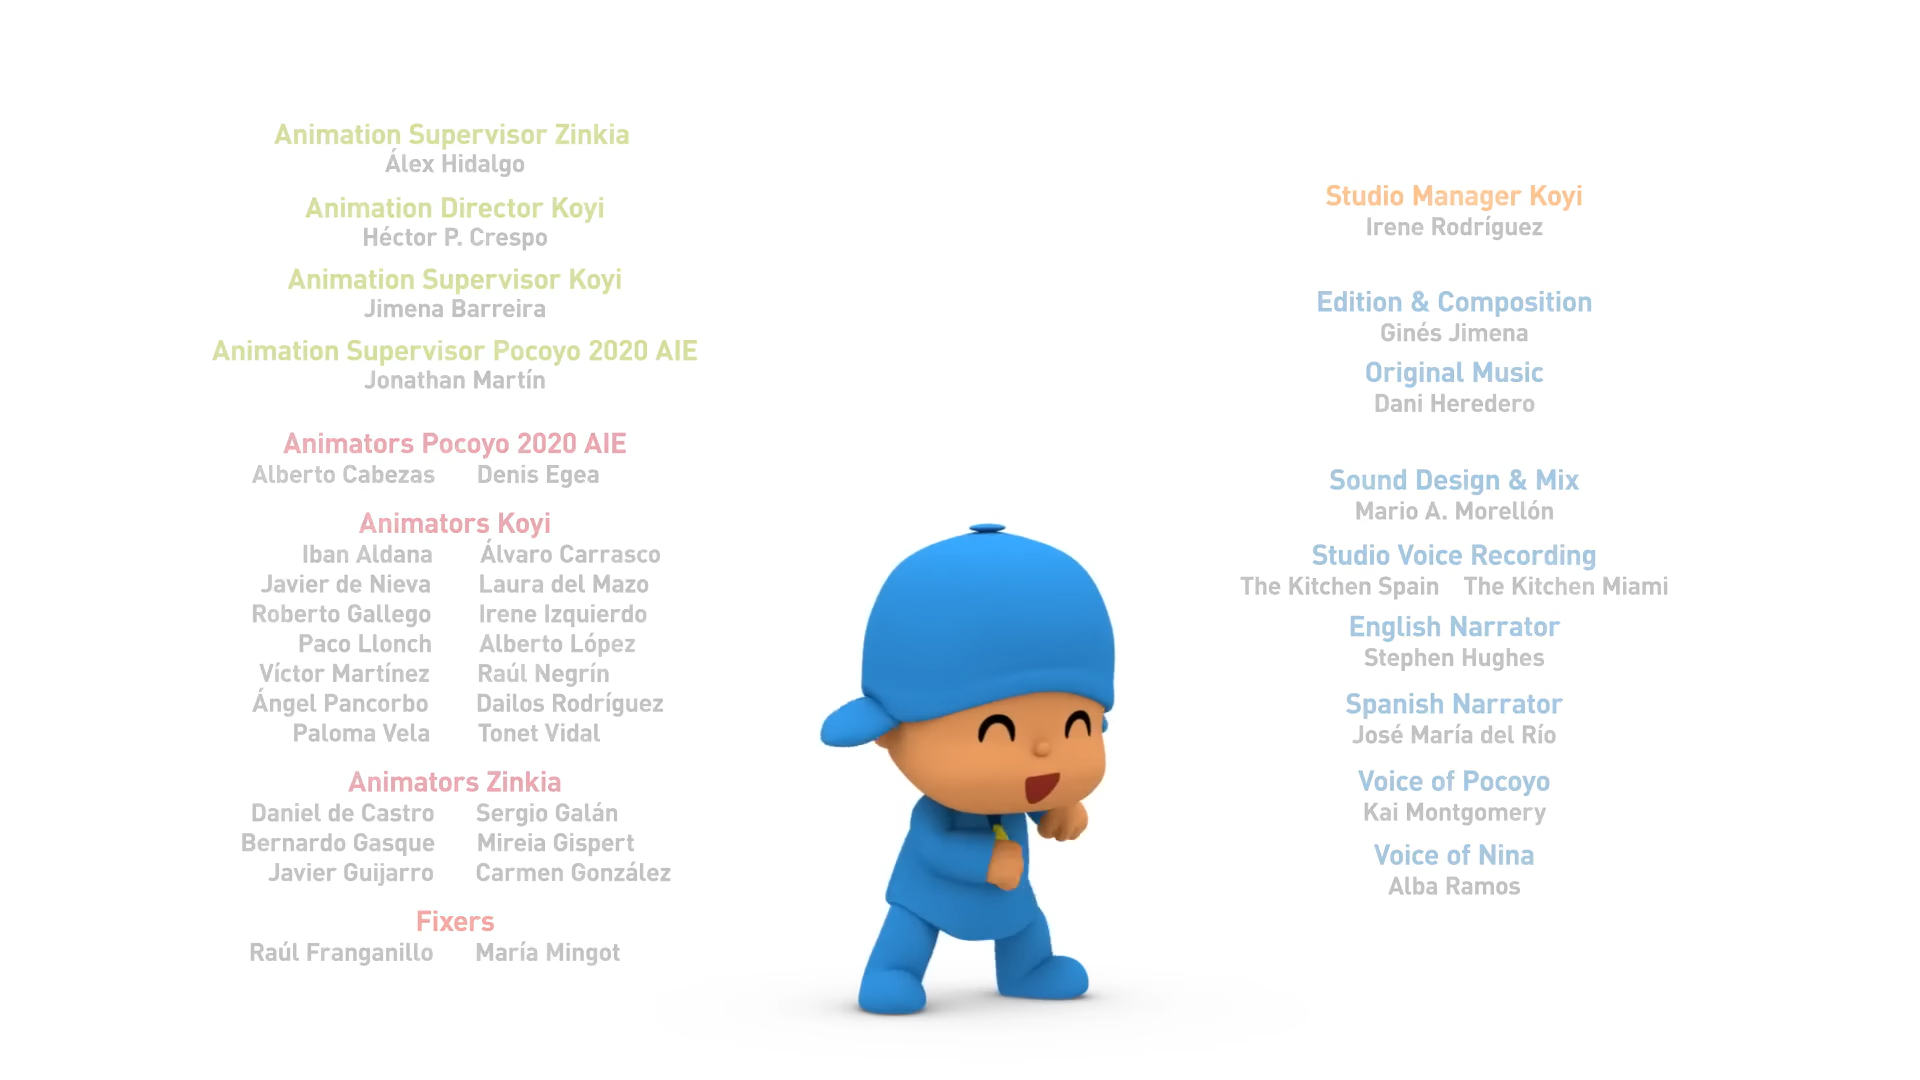 Animation Supervisor Zinkia
Álex Hidalgo
Animation Director Koyi
Héctor P. Crespo
Animation Supervisor Koyi
Jimena Barreira
Animation Supervisor Pocoyo 2020 AIE
Jonathan Martín
Animators Pocoyo 2020 AIE
Alberto Cabezas Denis Egea
Animators Koyi
Iban Aldana Álvaro Carrasco
Javier de Nieva Laura del Mazo
Roberto Gallego Irene Izquierdo
Paco Llonch Alberto López
Víctor Martínez Raúl Negrín
Ángel Pancorbo Dailos Rodríguez
Paloma Vela Tonet Vidal
Animators Zinkia
Daniel de Castro Sergio Galán
Bernardo Gasque Mireia Gispert
Javier Guijarro Carmen González
Fixers
Raúl Franganillo María Mingot
Studio Manager Koyi
Irene Rodríguez
Edition & Composition
Ginés Jimena
Original Music
Dani Heredero
Sound Design & Mix
Mario A. Morellón
Studio Voice Recording
The Kitchen Spain The Kitchen Miami
English Narrator
Stephen Hughes
Spanish Narrator
José María del Río
Voice of Pocoyo
Kai Montgomery
Voice of Nina
Alba Ramos